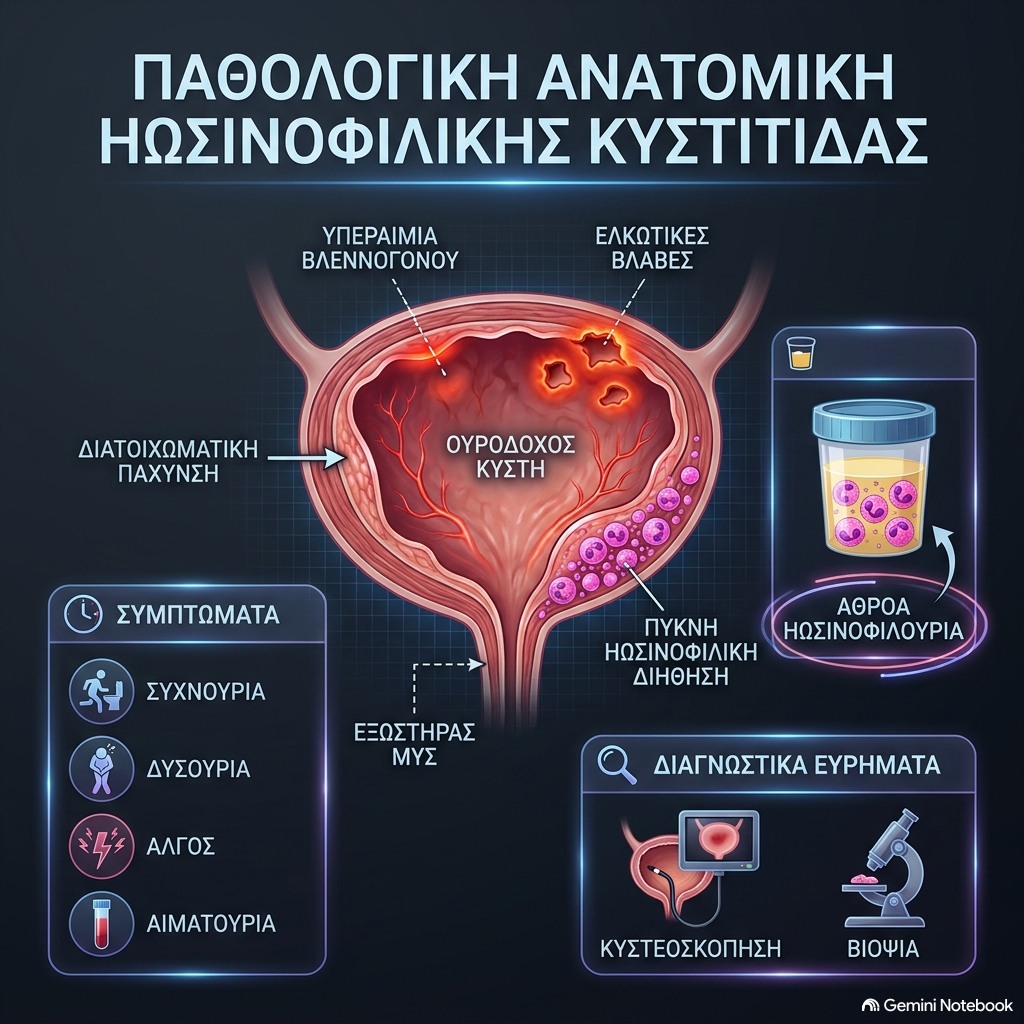 ΠΑΘΟΛΟΓΙΚΗ ΑΝΑΤΟΜΙΚΗ
ΗΩΣΙΝΟΦΙΛΙΚΗΣ ΚΥΣΤΙΤΙΔΑΣ
ΥΠΕΡΑΙΜΙΑ
ΒΛΕΝΝΟΓΟΝΟΥ
ΕΛΚΩΤΙΚΕΣ
ΒΛΑΒΕΣ
ΔΙΑΤΟΙΧΩΜΑΤΙΚΗ
ΠΑΧΥΝΣΗ
ΟΥΡΟΔΟΧΟΣ
ΚΥΣΤΗ
ΑΘΡΟΑ
ΗΩΣΙΝΟΦΙΛΟΥΡΙΑ
ΠΥΚΝΗ
ΗΩΣΙΝΟΦΙΛΙΚΗ
ΔΙΗΘΗΣΗ
ΕΞΩΣΤΗΡΑΣ
ΜΥΣ
ΣΥΜΠΤΩΜΑΤΑ
ΣΥΧΝΟΥΡΙΑ
ΔΥΣΟΥΡΙΑ
ΑΛΓΟΣ
ΑΙΜΑΤΟΥΡΙΑ
ΔΙΑΓΝΩΣΤΙΚΑ ΕΥΡΗΜΑΤΑ
ΚΥΣΤΕΟΣΚΟΠΗΣΗ
ΒΙΟΨΙΑ
Gemini Notebook